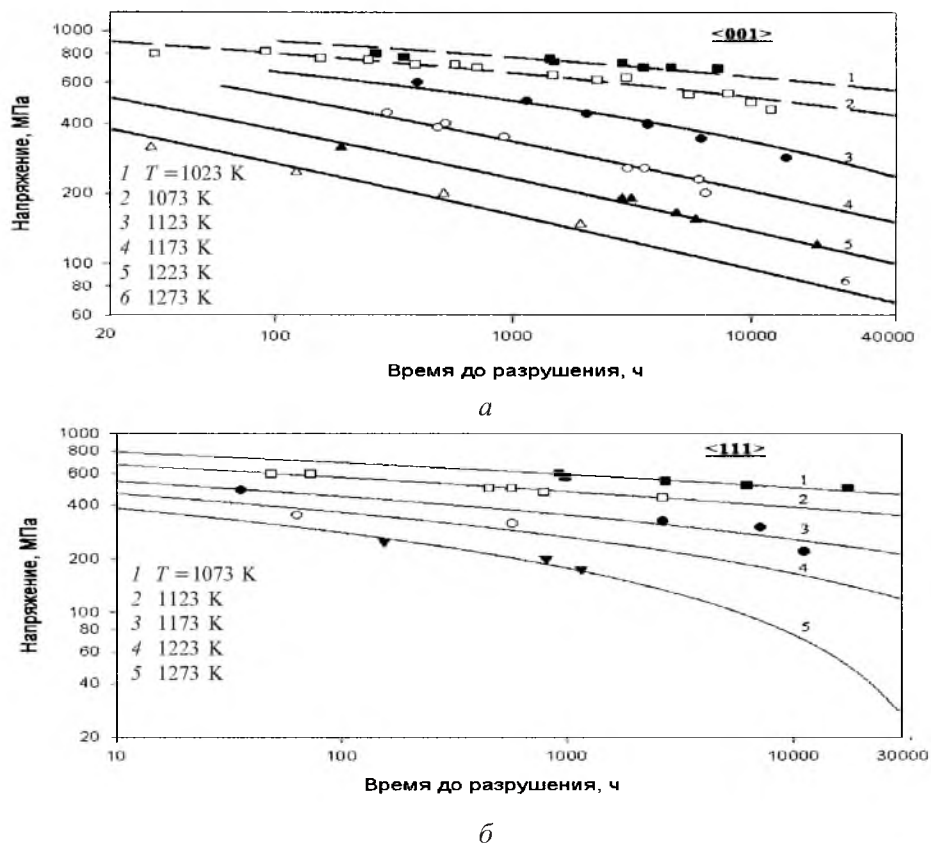 1000
800
600
400
200
100
80
60
Напряжение, МПа
<001>
1 T = 1023 K
2 1073 K
3 1123 K
4 1173 K
5 1223 K
6 1273 K
1
2
3
4
5
6
20
100
1000
10000
40000
Время до разрушения, ч
а
1000
800
600
400
200
100
80
60
40
20
Напряжение, МПа
<111>
1 T = 1073 K
2 1123 K
3 1173 K
4 1223 K
5 1273 K
1
2
3
4
5
10
100
1000
10000
30000
Время до разрушения, ч
б